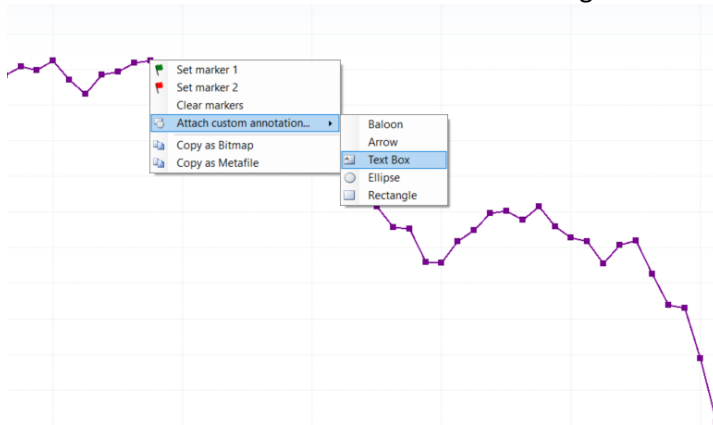 Set marker 1
Set marker 2
Clear markers
Attach custom annotation...
Copy as Bitmap
Copy as Metafile
Baloon
Arrow
Text Box
Ellipse
Rectangle